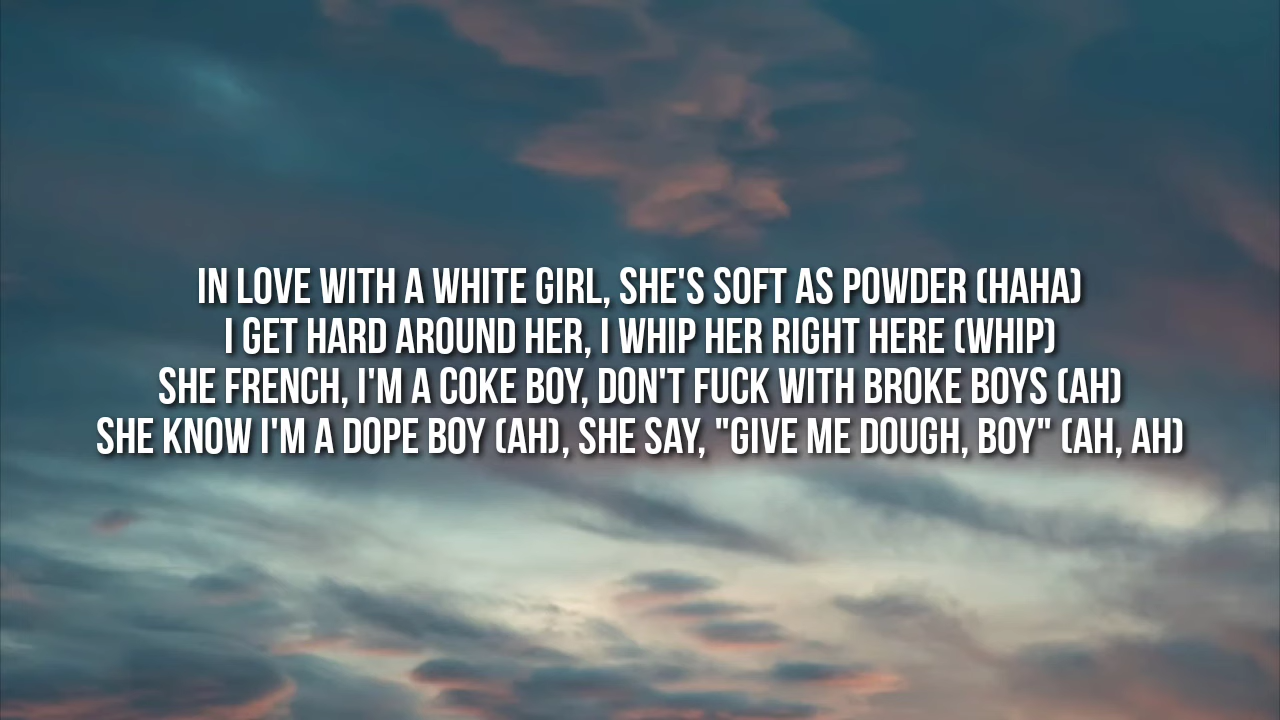 IN LOVE WITH A WHITE GIRL, SHE'S SOFT AS POWDER (HAHA)
I GET HARD AROUND HER, I WHIP HER RIGHT HERE (WHIP)
SHE FRENCH, I'M A COKE BOY, DON'T FUCK WITH BROKE BOYS (AH)
SHE KNOW I'M A DOPE BOY (AH), SHE SAY, "GIVE ME DOUGH, BOY" (AH, AH)